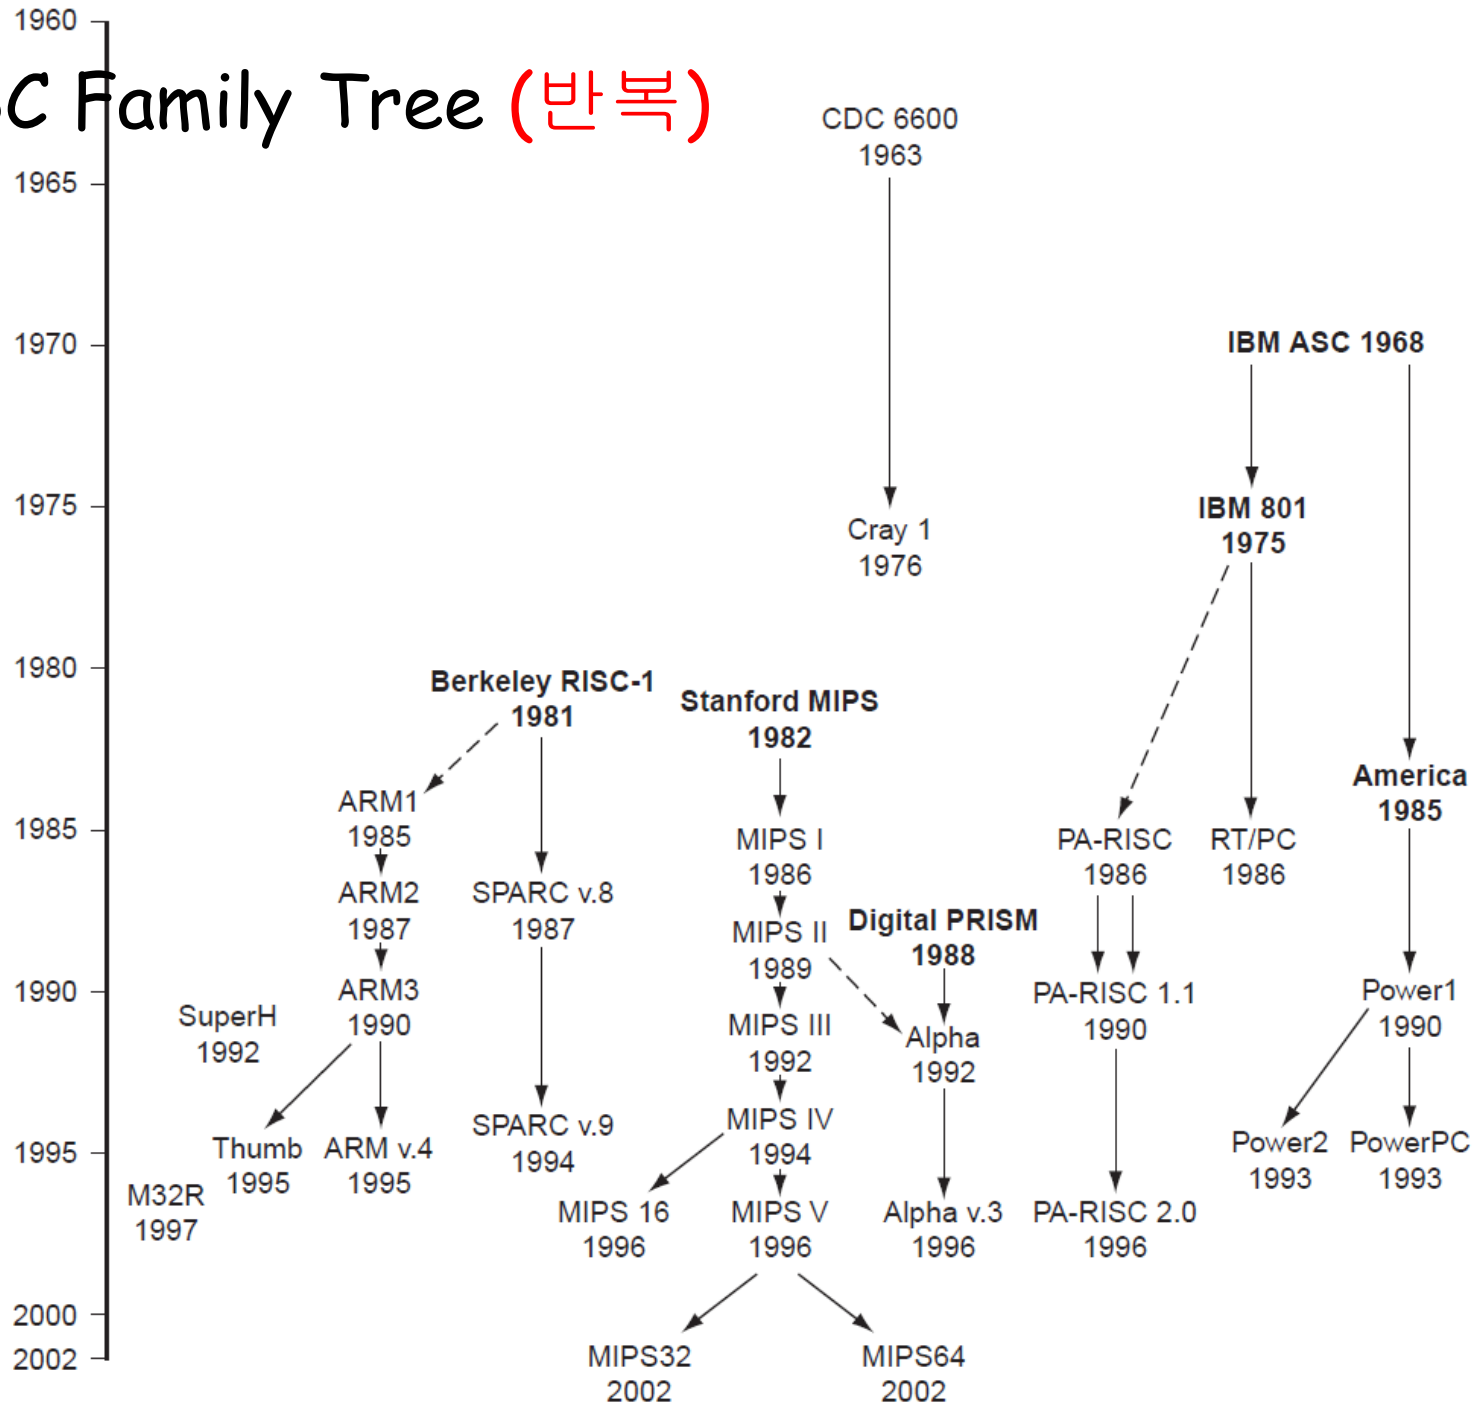 1960
C Family Tree (반복)
CDC 6600
1963
1965
1970
IBM ASC 1968
1975
IBM 801
1975
Cray 1
1976
1980
Berkeley RISC-1
1981
Stanford MIPS
1982
America
1985
ARM1
1985
1985
MIPS I
1986
PA-RISC
1986
RT/PC
1986
ARM2
1987
SPARC v.8
1987
MIPS II
1989
Digital PRISM
1988
1990
ARM3
1990
PA-RISC 1.1
1990
Power1
1990
SuperH
1992
MIPS III
1992
Alpha
1992
SPARC v.9
1994
MIPS IV
1994
1995
Thumb
1995
ARM v.4
1995
Power2
1993
PowerPC
1993
M32R
1997
MIPS 16
1996
MIPS V
1996
Alpha v.3
1996
PA-RISC 2.0
1996
2000
2002
MIPS32
2002
MIPS64
2002